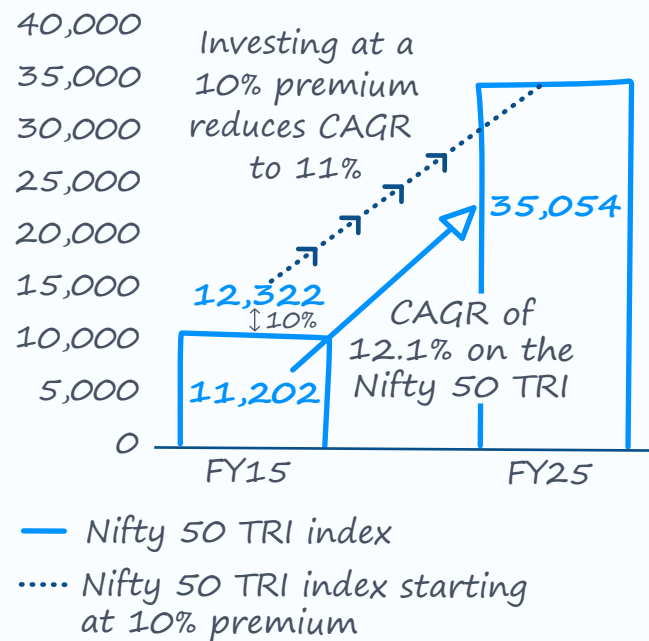 40,000
35,000
30,000
25,000
20,000
15,000
10,000
5,000
0
Investing at a
10% premium
reduces CAGR
to 11%
35,054
12,322
10%
11,202
CAGR of
12.1% on the
Nifty 50 TRI
FY15
FY25
Nifty 50 TRI index
Nifty 50 TRI index starting
at 10% premium